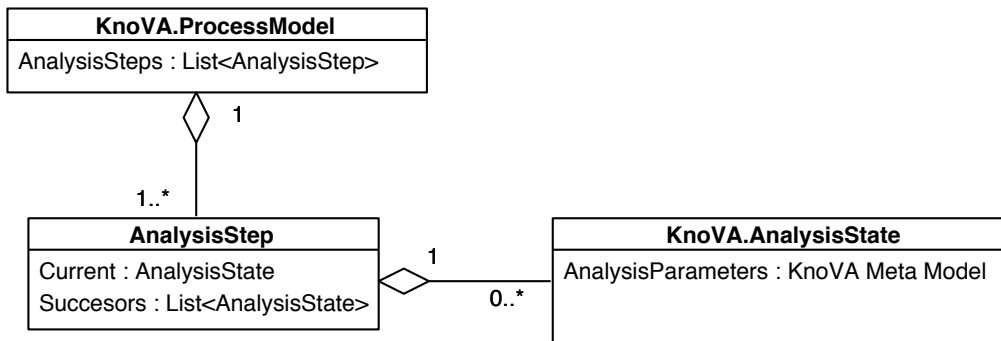 KnoVA.ProcessModel
AnalysisSteps : List<AnalysisStep>
1
1..*
AnalysisStep
Current : AnalysisState
Succesors : List<AnalysisState>
1
0..*
KnoVA.AnalysisState
AnalysisParameters : KnoVA Meta Model